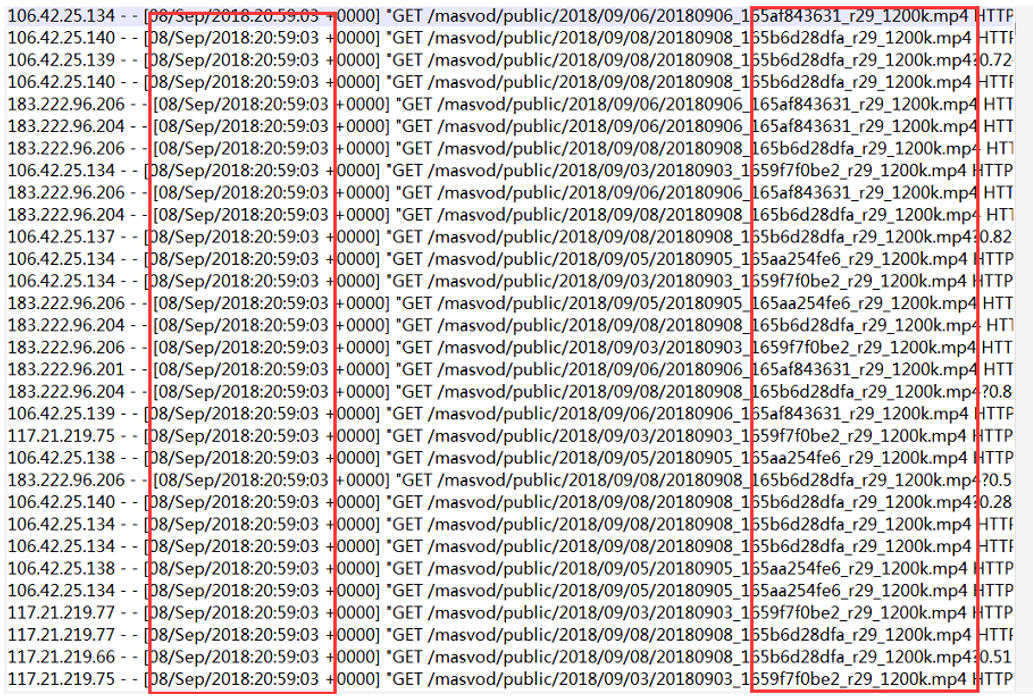 106.42.25.134 - - [08/Sep/2018:20:59:03 +0000] "GET /masvod/public/2018/09/06/20180906_165af843631_r29_1200k.mp4 HTTP
106.42.25.140 - - [08/Sep/2018:20:59:03 +0000] "GET /masvod/public/2018/09/08/20180908_165b6d28dfa_r29_1200k.mp4 HTTP
106.42.25.139 - - [08/Sep/2018:20:59:03 +0000] "GET /masvod/public/2018/09/08/20180908_165b6d28dfa_r29_1200k.mp4?0.72
106.42.25.140 - - [08/Sep/2018:20:59:03 +0000] "GET /masvod/public/2018/09/08/20180908_165b6d28dfa_r29_1200k.mp4 HTTP
183.222.96.206 - - [08/Sep/2018:20:59:03 +0000] "GET /masvod/public/2018/09/06/20180906_165af843631_r29_1200k.mp4 HTT
183.222.96.204 - - [08/Sep/2018:20:59:03 +0000] "GET /masvod/public/2018/09/06/20180906_165af843631_r29_1200k.mp4 HTT
183.222.96.206 - - [08/Sep/2018:20:59:03 +0000] "GET /masvod/public/2018/09/08/20180908_165b6d28dfa_r29_1200k.mp4 HTT
106.42.25.134 - - [08/Sep/2018:20:59:03 +0000] "GET /masvod/public/2018/09/03/20180903_1659f7f0be2_r29_1200k.mp4 HTTP
183.222.96.206 - - [08/Sep/2018:20:59:03 +0000] "GET /masvod/public/2018/09/06/20180906_165af843631_r29_1200k.mp4 HTT
183.222.96.204 - - [08/Sep/2018:20:59:03 +0000] "GET /masvod/public/2018/09/08/20180908_165b6d28dfa_r29_1200k.mp4 HTT
106.42.25.137 - - [08/Sep/2018:20:59:03 +0000] "GET /masvod/public/2018/09/08/20180908_165b6d28dfa_r29_1200k.mp4?0.82
106.42.25.134 - - [08/Sep/2018:20:59:03 +0000] "GET /masvod/public/2018/09/05/20180905_165aa254fe6_r29_1200k.mp4 HTTP
106.42.25.134 - - [08/Sep/2018:20:59:03 +0000] "GET /masvod/public/2018/09/03/20180903_1659f7f0be2_r29_1200k.mp4 HTTP
183.222.96.206 - - [08/Sep/2018:20:59:03 +0000] "GET /masvod/public/2018/09/05/20180905_165aa254fe6_r29_1200k.mp4 HTT
183.222.96.204 - - [08/Sep/2018:20:59:03 +0000] "GET /masvod/public/2018/09/08/20180908_165b6d28dfa_r29_1200k.mp4 HTT
183.222.96.206 - - [08/Sep/2018:20:59:03 +0000] "GET /masvod/public/2018/09/03/20180903_1659f7f0be2_r29_1200k.mp4 HTT
183.222.96.201 - - [08/Sep/2018:20:59:03 +0000] "GET /masvod/public/2018/09/06/20180906_165af843631_r29_1200k.mp4 HTT
183.222.96.204 - - [08/Sep/2018:20:59:03 +0000] "GET /masvod/public/2018/09/08/20180908_165b6d28dfa_r29_1200k.mp4?0.8
106.42.25.139 - - [08/Sep/2018:20:59:03 +0000] "GET /masvod/public/2018/09/06/20180906_165af843631_r29_1200k.mp4 HTTP
117.21.219.75 - - [08/Sep/2018:20:59:03 +0000] "GET /masvod/public/2018/09/03/20180903_1659f7f0be2_r29_1200k.mp4 HTTP
106.42.25.138 - - [08/Sep/2018:20:59:03 +0000] "GET /masvod/public/2018/09/05/20180905_165aa254fe6_r29_1200k.mp4 HTTP
183.222.96.206 - - [08/Sep/2018:20:59:03 +0000] "GET /masvod/public/2018/09/08/20180908_165b6d28dfa_r29_1200k.mp4?0.5
106.42.25.140 - - [08/Sep/2018:20:59:03 +0000] "GET /masvod/public/2018/09/08/20180908_165b6d28dfa_r29_1200k.mp4?0.28
106.42.25.134 - - [08/Sep/2018:20:59:03 +0000] "GET /masvod/public/2018/09/08/20180908_165b6d28dfa_r29_1200k.mp4 HTTP
106.42.25.134 - - [08/Sep/2018:20:59:03 +0000] "GET /masvod/public/2018/09/08/20180908_165b6d28dfa_r29_1200k.mp4 HTTP
106.42.25.138 - - [08/Sep/2018:20:59:03 +0000] "GET /masvod/public/2018/09/05/20180905_165aa254fe6_r29_1200k.mp4 HTTP
106.42.25.134 - - [08/Sep/2018:20:59:03 +0000] "GET /masvod/public/2018/09/05/20180905_165aa254fe6_r29_1200k.mp4 HTTP
117.21.219.77 - - [08/Sep/2018:20:59:03 +0000] "GET /masvod/public/2018/09/03/20180903_1659f7f0be2_r29_1200k.mp4 HTTP
117.21.219.77 - - [08/Sep/2018:20:59:03 +0000] "GET /masvod/public/2018/09/08/20180908_165b6d28dfa_r29_1200k.mp4 HTTP
117.21.219.66 - - [08/Sep/2018:20:59:03 +0000] "GET /masvod/public/2018/09/08/20180908_165b6d28dfa_r29_1200k.mp4?0.51
117.21.219.75 - - [08/Sep/2018:20:59:03 +0000] "GET /masvod/public/2018/09/03/20180903_1659f7f0be2_r29_1200k.mp4 HTTP